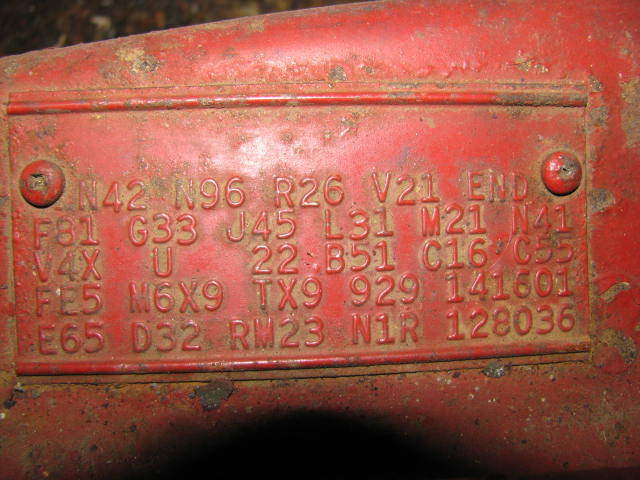 N42 N96 R26 V21 END
F81 G33 J45 L31 M21 N41
V4X U 22 B51 C16 C55
FE5 M6X9 TX9 929 141601
E65 D32 RM23 N1R 128036